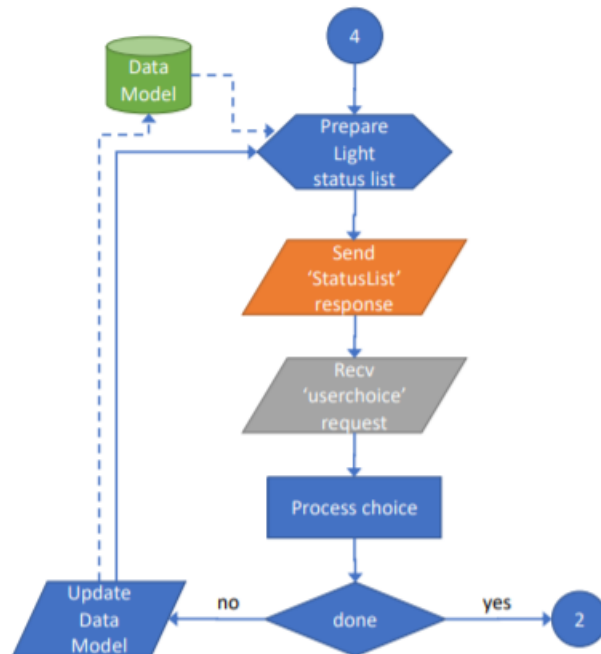 4
Data
Model
Prepare
Light
status list
Send
‘StatusList’
response
Recv
‘userchoice’
request
Process choice
done
no
yes
Update
Data
Model
2